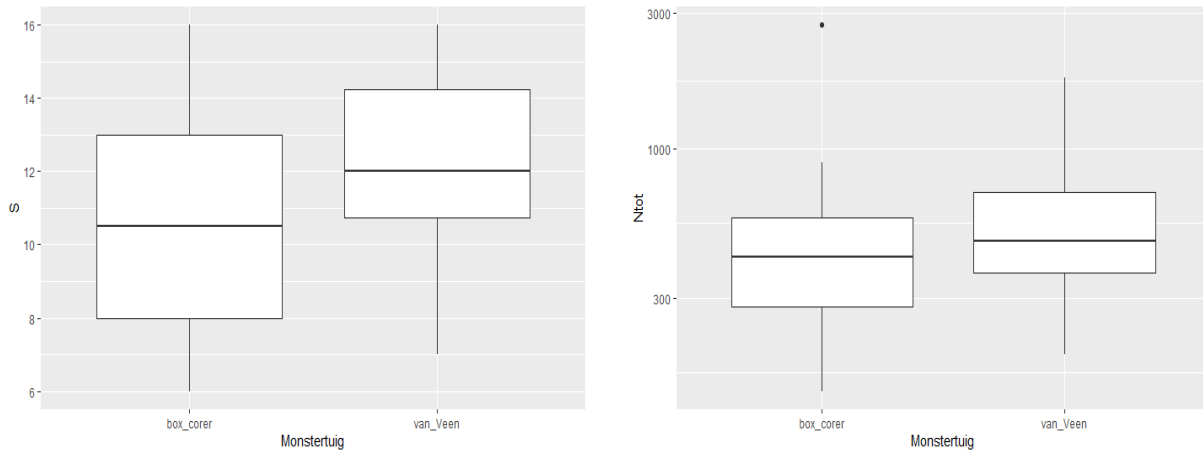 16
14
12
10
8
6
S
box_corer
van_Veen
Monstertuig
3000
1000
300
Ntot
box_corer
van_Veen
Monstertuig